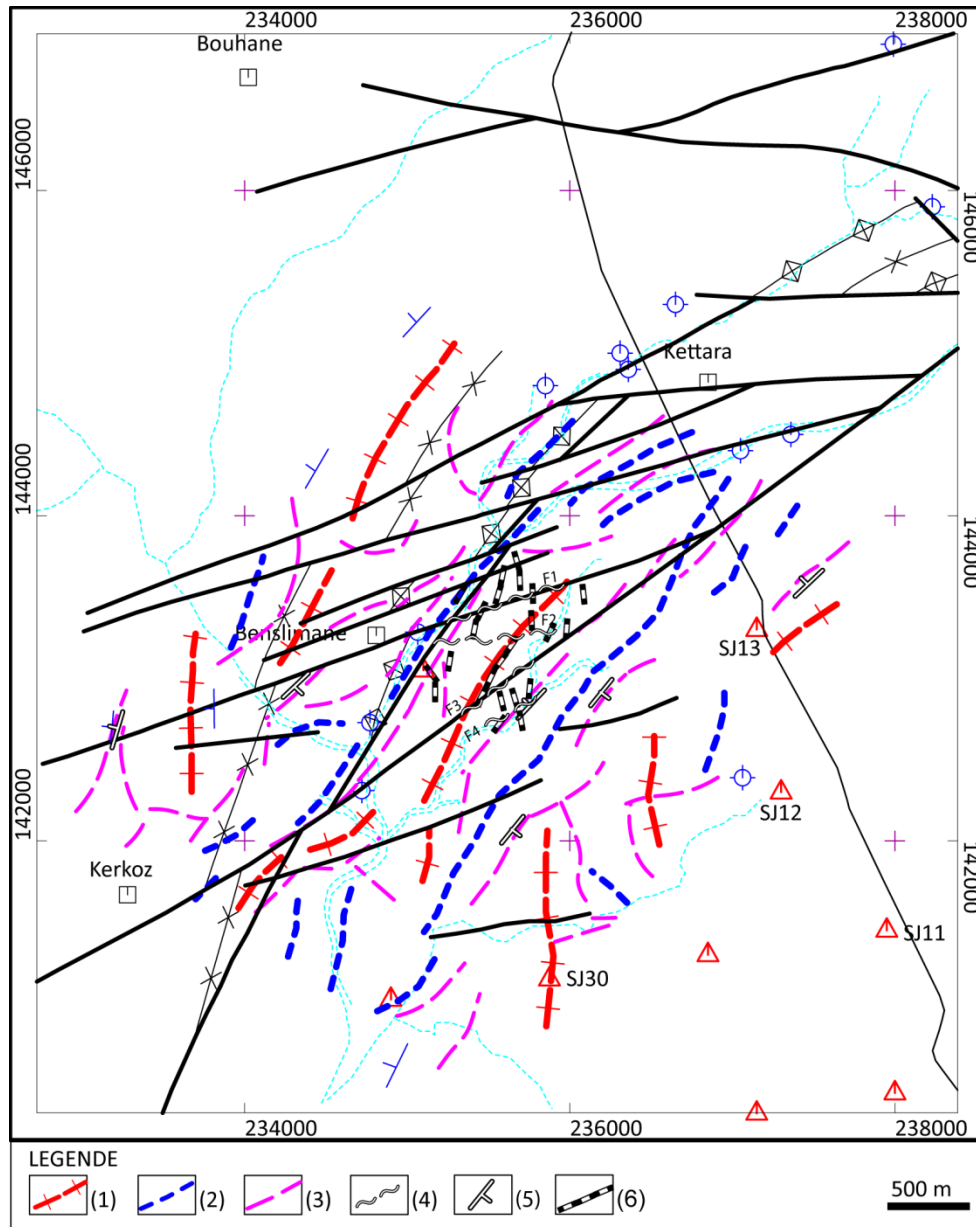 234000 236000 238000
Bouhane
146000
146000
Kettara
144000
144000
F1
Benslimane
F2
SJ13
F3
F4
142000
SJ12
Kerkoz
142000
SJ11
SJ30
234000 236000 238000
LEGENDE
(1) (2) (3) (4) (5) (6)
500 m